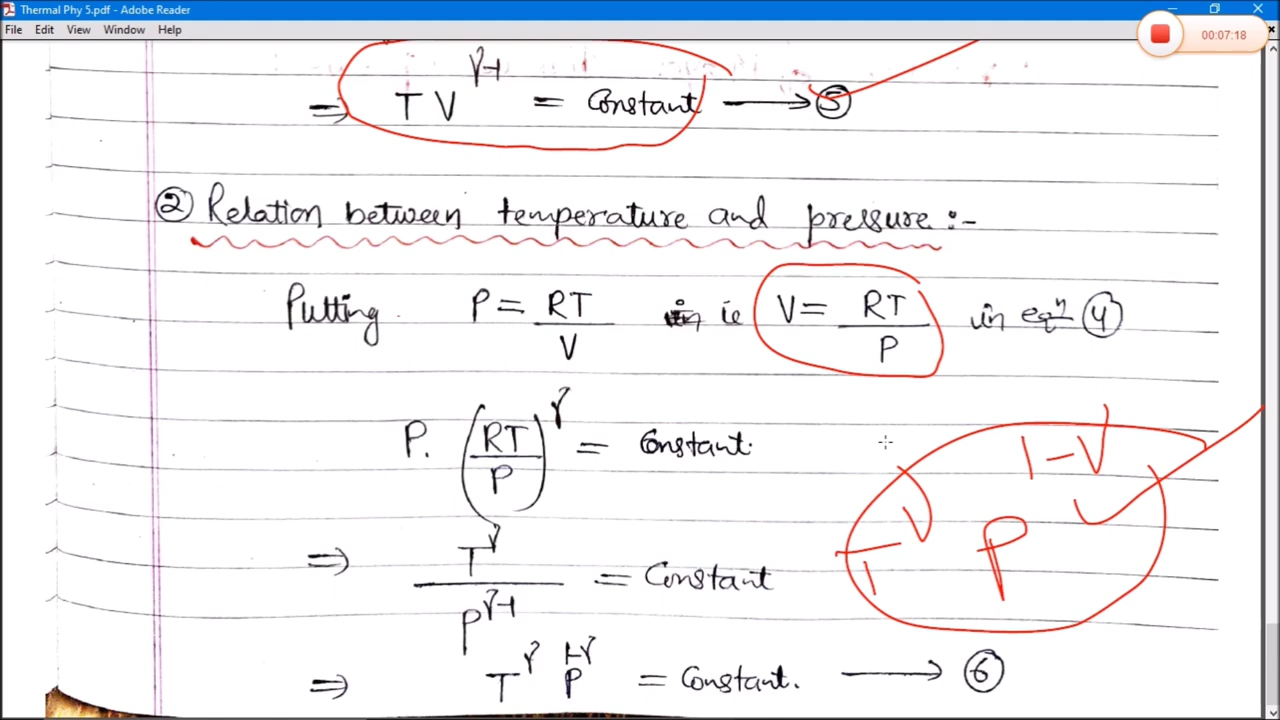 Thermal Phy 5.pdf - Adobe Reader
File Edit View Window Help
00:07:18
⇒ T V^(γ-1) = Constant → ⑤
② Relation between temperature and pressure :-
Putting P = RT/V ie V = RT/P in eqⁿ ④
P. (RT/P)^γ = Constant.
⇒ T^γ / P^(γ-1) = Constant
T^γ P^(1-γ)
⇒ T^γ P^(1-γ) = Constant. → ⑥